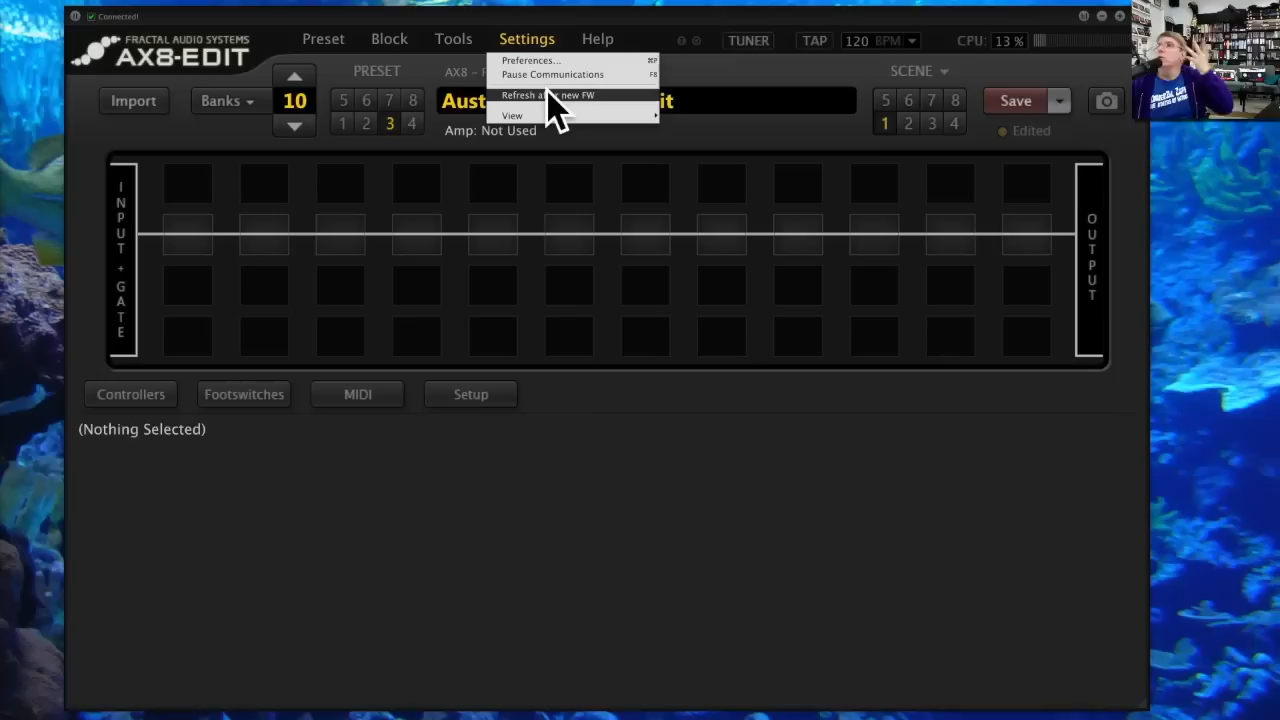 Connected!
FRACTAL AUDIO SYSTEMS
AX8-EDIT
Preset Block Tools Settings Help
TUNER TAP 120 BPM CPU: 13 %
Preferences... ⌘P
Pause Communications F8
Refresh new FW
View
Import Banks 10
PRESET
5 6 7 8
1 2 3 4
AX8
Aust it
Amp: Not Used
SCENE
5 6 7 8
1 2 3 4
Save
Edited
INPUT + GATE
OUTPUT
Controllers Footswitches MIDI Setup
(Nothing Selected)